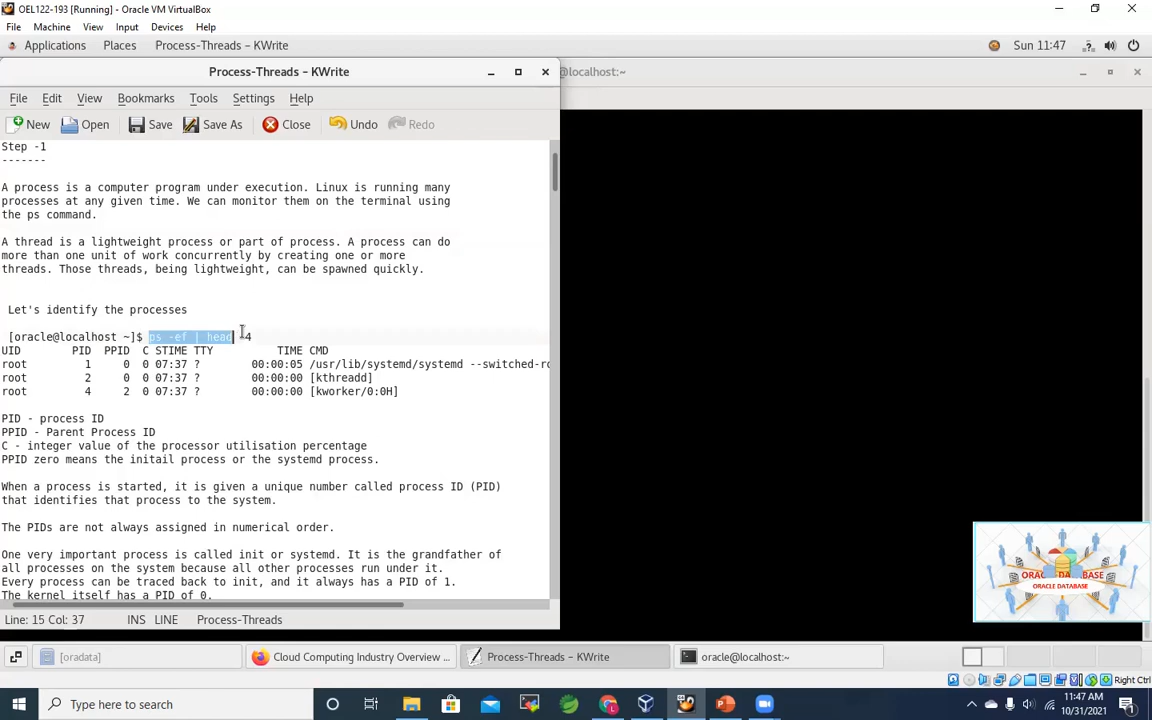 OEL122-193 [Running] - Oracle VM VirtualBox
File Machine View Input Devices Help
Applications Places Process-Threads – KWrite Sun 11:47
Process-Threads – KWrite
@localhost:~
File Edit View Bookmarks Tools Settings Help
New Open Save Save As Close Undo Redo
Step -1
-------
A process is a computer program under execution. Linux is running many
processes at any given time. We can monitor them on the terminal using
the ps command.
A thread is a lightweight process or part of process. A process can do
more than one unit of work concurrently by creating one or more
threads. Those threads, being lightweight, can be spawned quickly.
Let's identify the processes
[oracle@localhost ~]$ ps -ef | head -4
UID PID PPID C STIME TTY TIME CMD
root 1 0 0 07:37 ? 00:00:05 /usr/lib/systemd/systemd --switched-ro
root 2 0 0 07:37 ? 00:00:00 [kthreadd]
root 4 2 0 07:37 ? 00:00:00 [kworker/0:0H]
PID - process ID
PPID - Parent Process ID
C - integer value of the processor utilisation percentage
PPID zero means the initail process or the systemd process.
When a process is started, it is given a unique number called process ID (PID)
that identifies that process to the system.
The PIDs are not always assigned in numerical order.
One very important process is called init or systemd. It is the grandfather of
all processes on the system because all other processes run under it.
Every process can be traced back to init, and it always has a PID of 1.
The kernel itself has a PID of 0.
ORACLE DATABASE
ORACLE DATABASE
Line: 15 Col: 37 INS LINE Process-Threads
[oradata] Cloud Computing Industry Overview ... Process-Threads – KWrite oracle@localhost:~
Right Ctrl
Type here to search
11:47 AM
10/31/2021